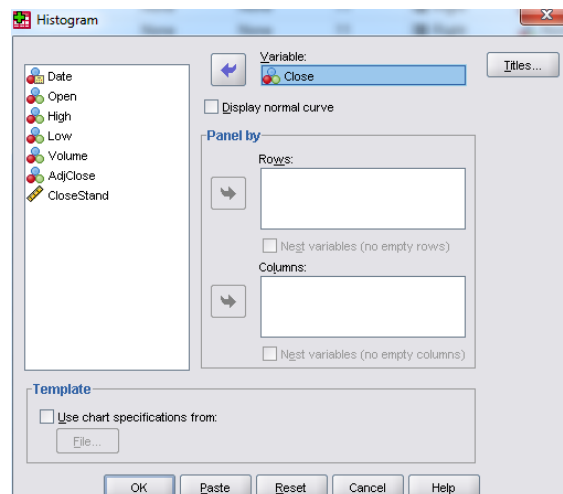 Histogram
Variable:
Close
Titles...
Date
Open
High
Low
Volume
AdjClose
CloseStand
Display normal curve
Panel by
Rows:
Nest variables (no empty rows)
Columns:
Nest variables (no empty columns)
Template
Use chart specifications from:
File...
OK Paste Reset Cancel Help